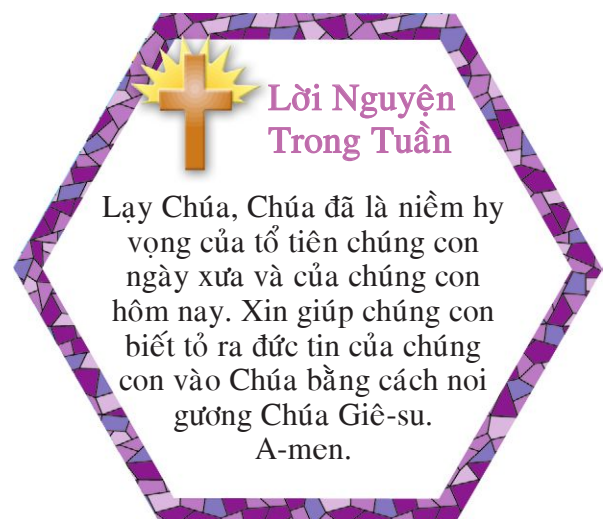 Lời Nguyện
Trong Tuần
Lạy Chúa, Chúa đã là niềm hy
vọng của tổ tiên chúng con
ngày xưa và của chúng con
hôm nay. Xin giúp chúng con
biết tỏ ra đức tin của chúng
con vào Chúa bằng cách noi
gương Chúa Giê-su.
A-men.